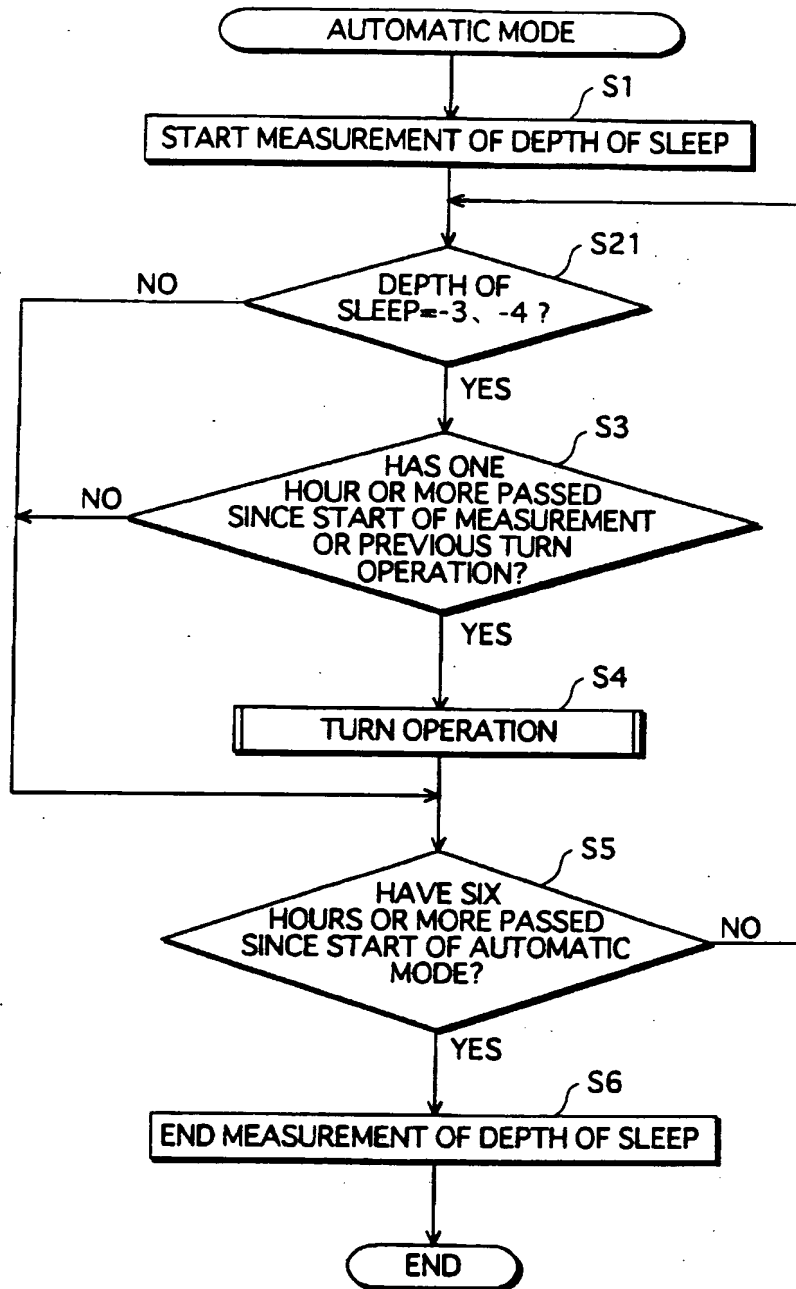 AUTOMATIC MODE
S1
START MEASUREMENT OF DEPTH OF SLEEP
S21
NO
DEPTH OF
SLEEP=-3、-4 ?
YES
S3
NO
HAS ONE
HOUR OR MORE PASSED
SINCE START OF MEASUREMENT
OR PREVIOUS TURN
OPERATION?
YES
S4
TURN OPERATION
S5
HAVE SIX
HOURS OR MORE PASSED
SINCE START OF AUTOMATIC
MODE?
NO
YES
S6
END MEASUREMENT OF DEPTH OF SLEEP
END